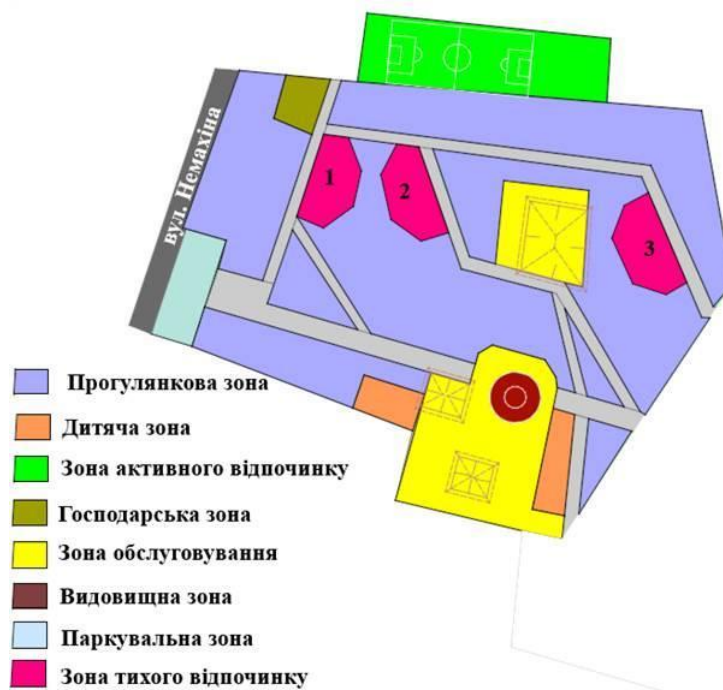 вул. Немахіна
1
2
3
Прогулянкова зона
Дитяча зона
Зона активного відпочинку
Господарська зона
Зона обслуговування
Видовищна зона
Паркувальна зона
Зона тихого відпочинку